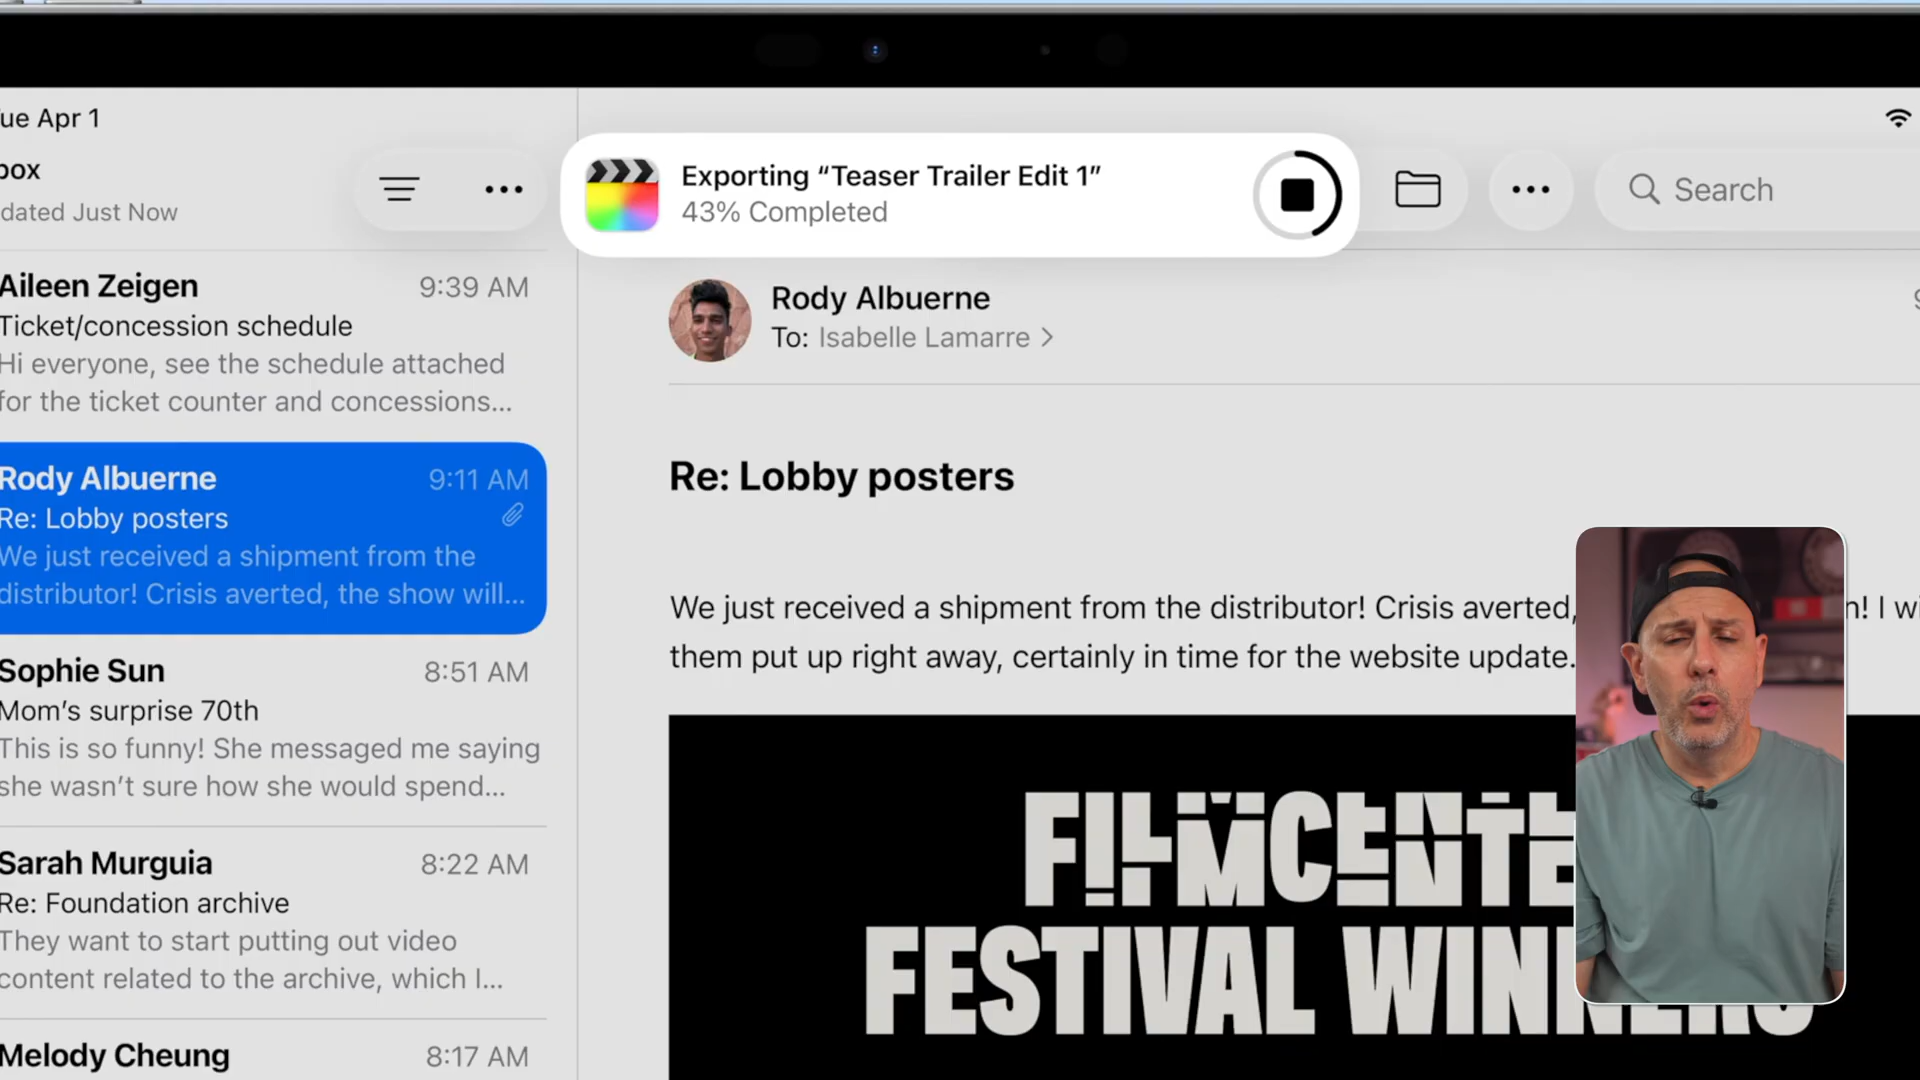 ue Apr 1
box
dated Just Now
Exporting “Teaser Trailer Edit 1”
43% Completed
Search
Aileen Zeigen 9:39 AM
Ticket/concession schedule
Hi everyone, see the schedule attached
for the ticket counter and concessions...
Rody Albuerne 9:11 AM
Re: Lobby posters
We just received a shipment from the
distributor! Crisis averted, the show will...
Sophie Sun 8:51 AM
Mom’s surprise 70th
This is so funny! She messaged me saying
she wasn’t sure how she would spend...
Sarah Murguia 8:22 AM
Re: Foundation archive
They want to start putting out video
content related to the archive, which I...
Melody Cheung 8:17 AM
Rody Albuerne
To: Isabelle Lamarre
Re: Lobby posters
We just received a shipment from the distributor! Crisis averted, n! I wi
them put up right away, certainly in time for the website update.
FILMCENTE
FESTIVAL WINNERS